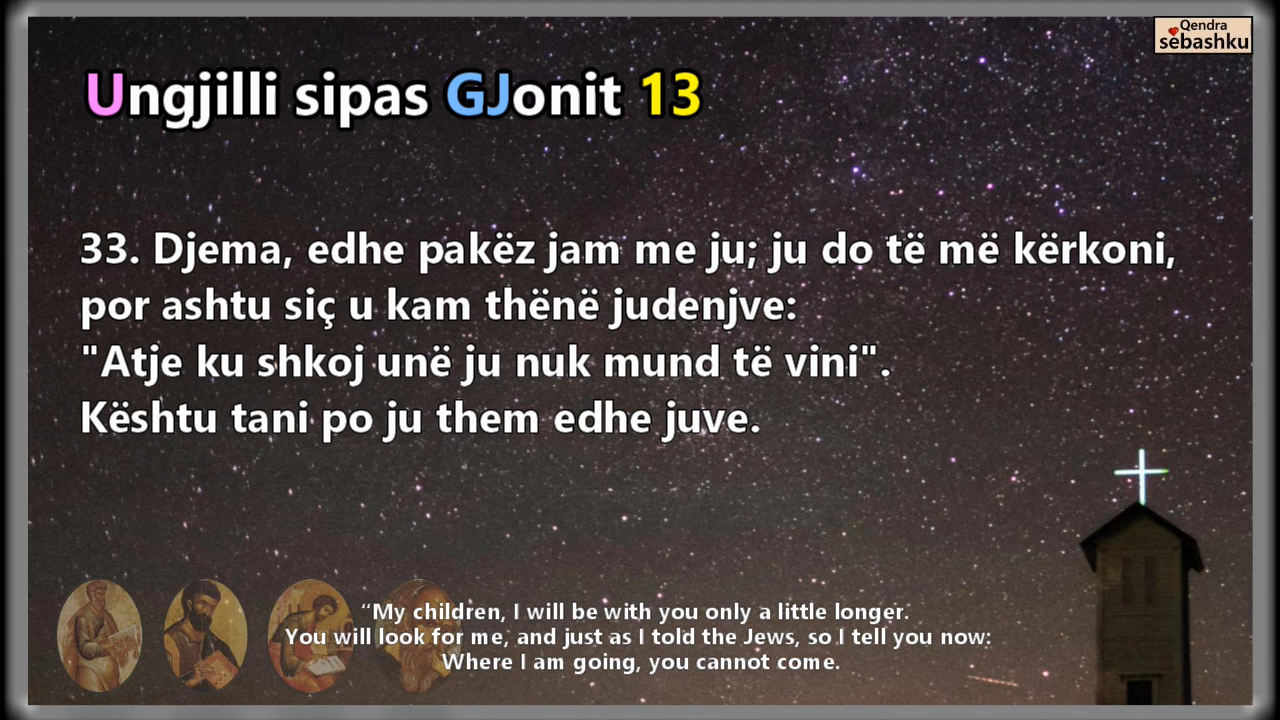 Qendra
sebashku
Ungjilli sipas GJonit 13
33. Djema, edhe pakëz jam me ju; ju do të më kërkoni,
por ashtu siç u kam thënë judenjve:
"Atje ku shkoj unë ju nuk mund të vini".
Kështu tani po ju them edhe juve.
“My children, I will be with you only a little longer.
You will look for me, and just as I told the Jews, so I tell you now:
Where I am going, you cannot come.